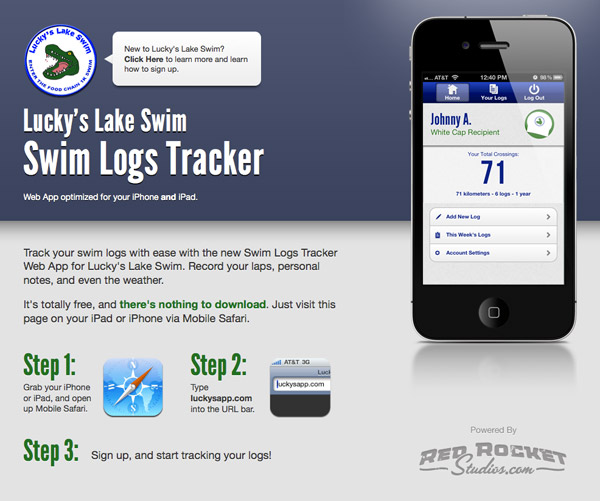 Lucky's Lake Swim
ENTER THE FOOD CHAIN 1K SWIM
New to Lucky's Lake Swim?
Click Here to learn more and learn
how to sign up.
Lucky's Lake Swim
Swim Logs Tracker
Web App optimized for your iPhone and iPad.
AT&T 12:40 PM 98 %
Home Your Logs Log Out
Johnny A.
White Cap Recipient
Your Total Crossings:
71
71 kilometers - 6 logs - 1 year
Add New Log
This Week's Logs
Account Settings
Track your swim logs with ease with the new Swim Logs Tracker
Web App for Lucky's Lake Swim. Record your laps, personal
notes, and even the weather.
It's totally free, and there's nothing to download. Just visit this
page on your iPad or iPhone via Mobile Safari.
Step 1:
Grab your iPhone
or iPad, and open
up Mobile Safari.
Step 2:
Type
luckysapp.com
into the URL bar.
AT&T 3G
Luc
luckysapp.com
Step 3: Sign up, and start tracking your logs!
Powered By
RED ROCKET
Studios.com